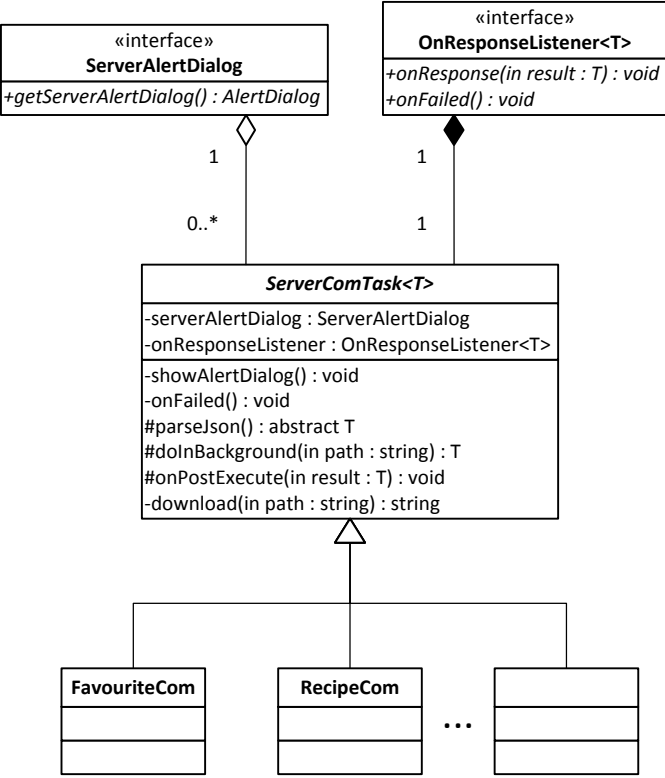 «interface»
ServerAlertDialog
+getServerAlertDialog() : AlertDialog
«interface»
OnResponseListener<T>
+onResponse(in result : T) : void
+onFailed() : void
1
0..*
1
1
ServerComTask<T>
-serverAlertDialog : ServerAlertDialog
-onResponseListener : OnResponseListener<T>
-showAlertDialog() : void
-onFailed() : void
#parseJson() : abstract T
#doInBackground(in path : string) : T
#onPostExecute(in result : T) : void
-download(in path : string) : string
FavouriteCom
RecipeCom
...